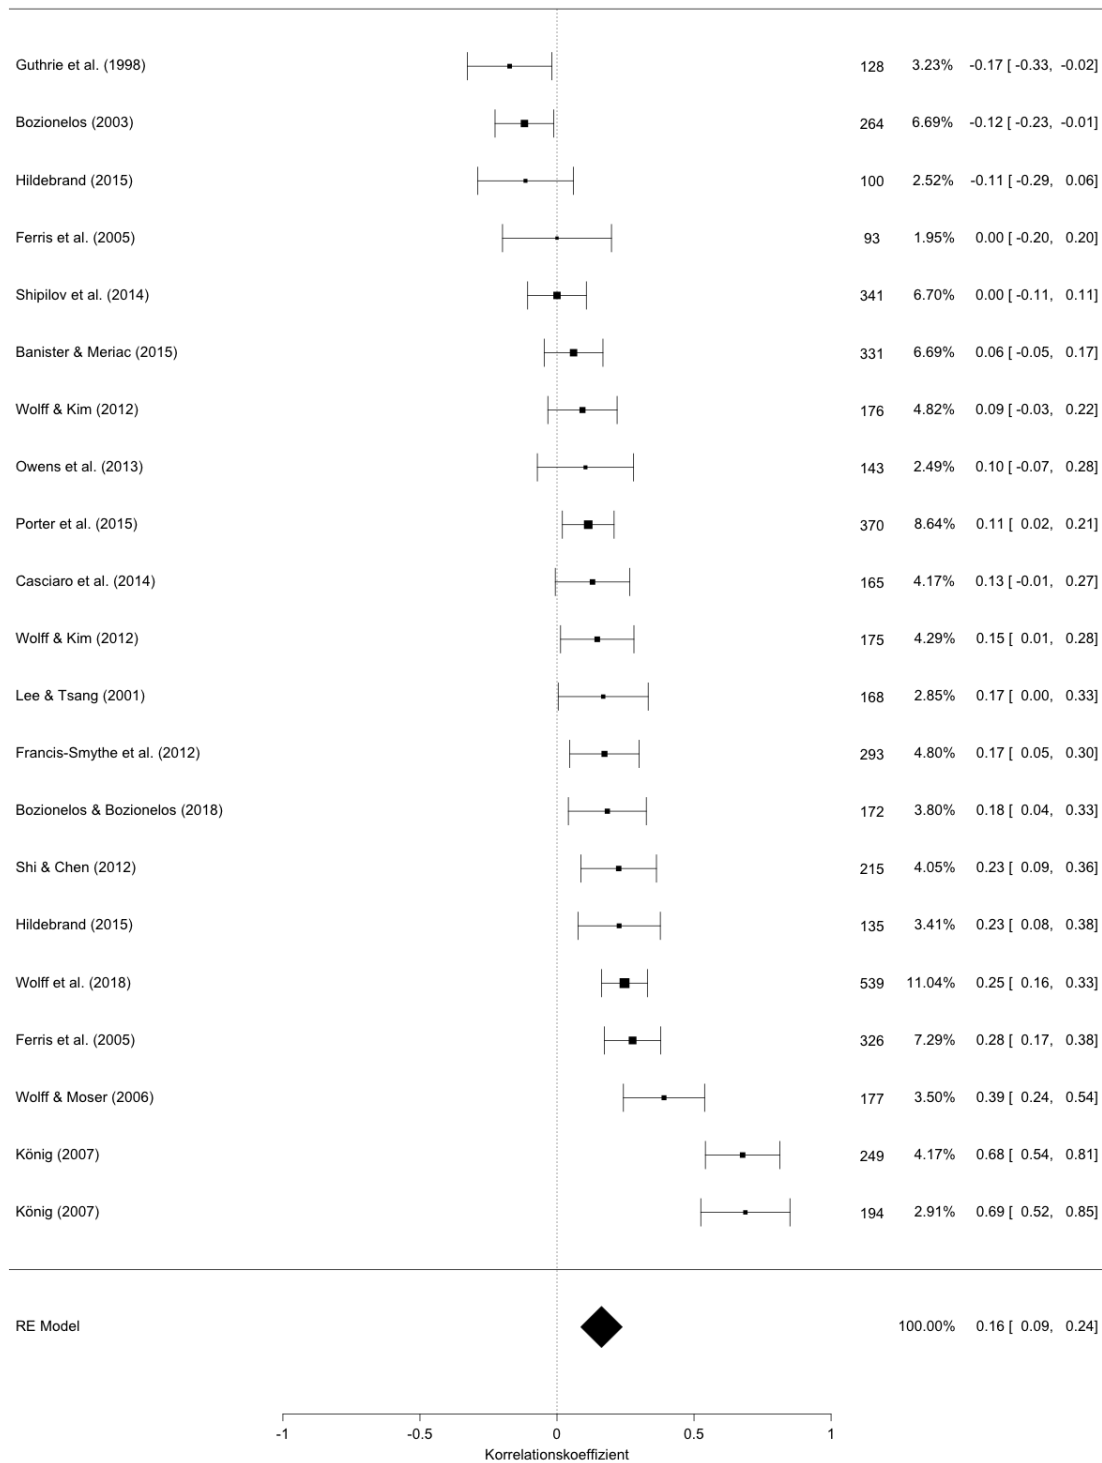 Guthrie et al. (1998) 128 3.23% -0.17 [ -0.33, -0.02]
Bozionelos (2003) 264 6.69% -0.12 [ -0.23, -0.01]
Hildebrand (2015) 100 2.52% -0.11 [ -0.29, 0.06]
Ferris et al. (2005) 93 1.95% 0.00 [ -0.20, 0.20]
Shipilov et al. (2014) 341 6.70% 0.00 [ -0.11, 0.11]
Banister & Meriac (2015) 331 6.69% 0.06 [ -0.05, 0.17]
Wolff & Kim (2012) 176 4.82% 0.09 [ -0.03, 0.22]
Owens et al. (2013) 143 2.49% 0.10 [ -0.07, 0.28]
Porter et al. (2015) 370 8.64% 0.11 [ 0.02, 0.21]
Casciaro et al. (2014) 165 4.17% 0.13 [ -0.01, 0.27]
Wolff & Kim (2012) 175 4.29% 0.15 [ 0.01, 0.28]
Lee & Tsang (2001) 168 2.85% 0.17 [ 0.00, 0.33]
Francis-Smythe et al. (2012) 293 4.80% 0.17 [ 0.05, 0.30]
Bozionelos & Bozionelos (2018) 172 3.80% 0.18 [ 0.04, 0.33]
Shi & Chen (2012) 215 4.05% 0.23 [ 0.09, 0.36]
Hildebrand (2015) 135 3.41% 0.23 [ 0.08, 0.38]
Wolff et al. (2018) 539 11.04% 0.25 [ 0.16, 0.33]
Ferris et al. (2005) 326 7.29% 0.28 [ 0.17, 0.38]
Wolff & Moser (2006) 177 3.50% 0.39 [ 0.24, 0.54]
König (2007) 249 4.17% 0.68 [ 0.54, 0.81]
König (2007) 194 2.91% 0.69 [ 0.52, 0.85]
RE Model 100.00% 0.16 [ 0.09, 0.24]
-1 -0.5 0 0.5 1
Korrelationskoeffizient